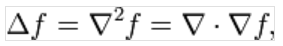 Δf = ∇²f = ∇ · ∇f,